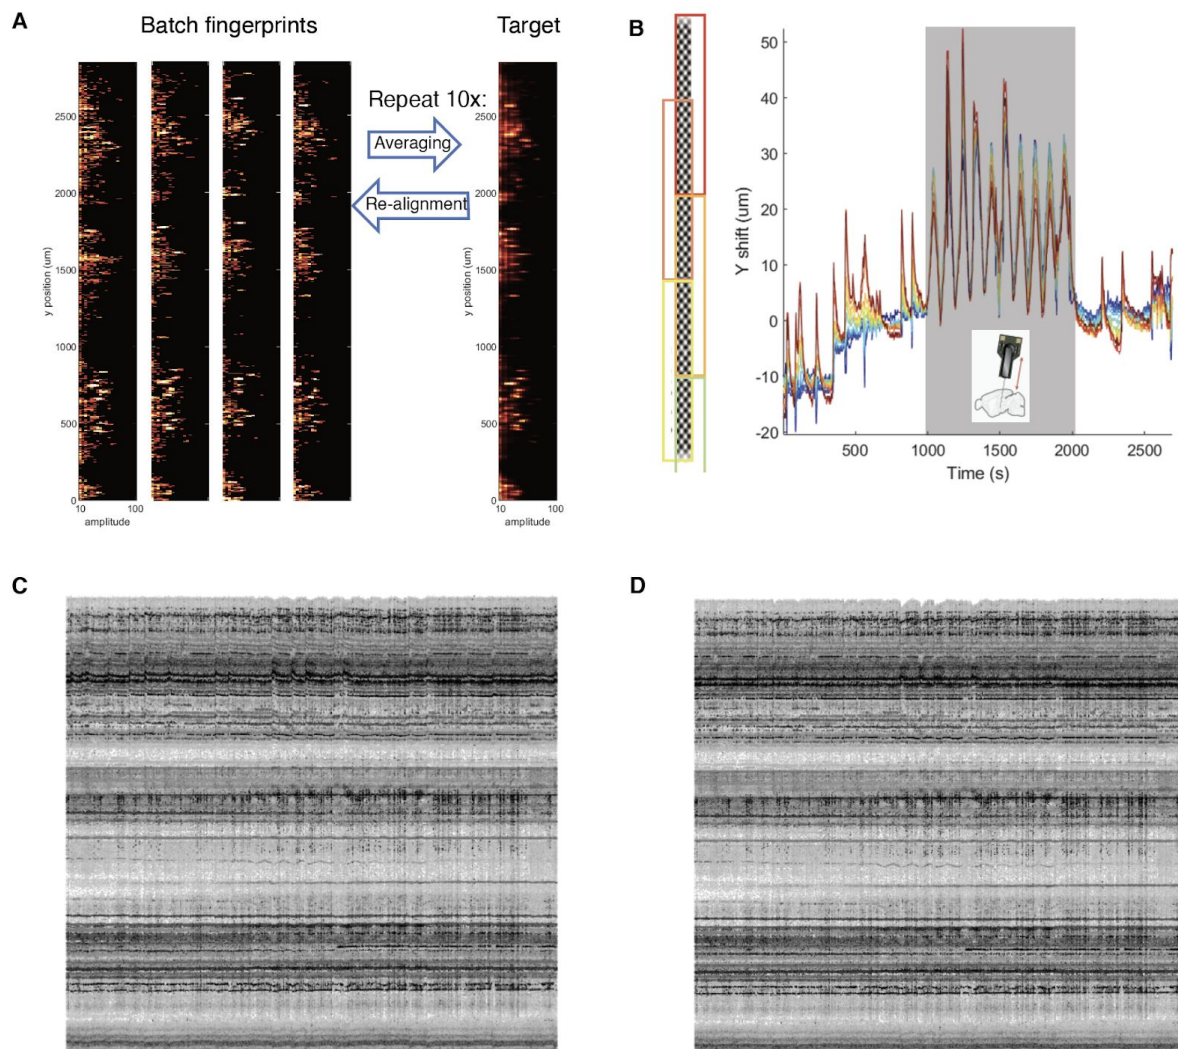 A
Batch fingerprints
Target
2500
2000
1500
1000
500
0
y position (um)
10
100
amplitude
Repeat 10x:
Averaging
Re-alignment
2500
2000
1500
1000
500
0
y position (um)
10
100
amplitude
B
50
40
30
20
10
0
-10
-20
Y shift (um)
500
1000
1500
2000
2500
Time (s)
C
D